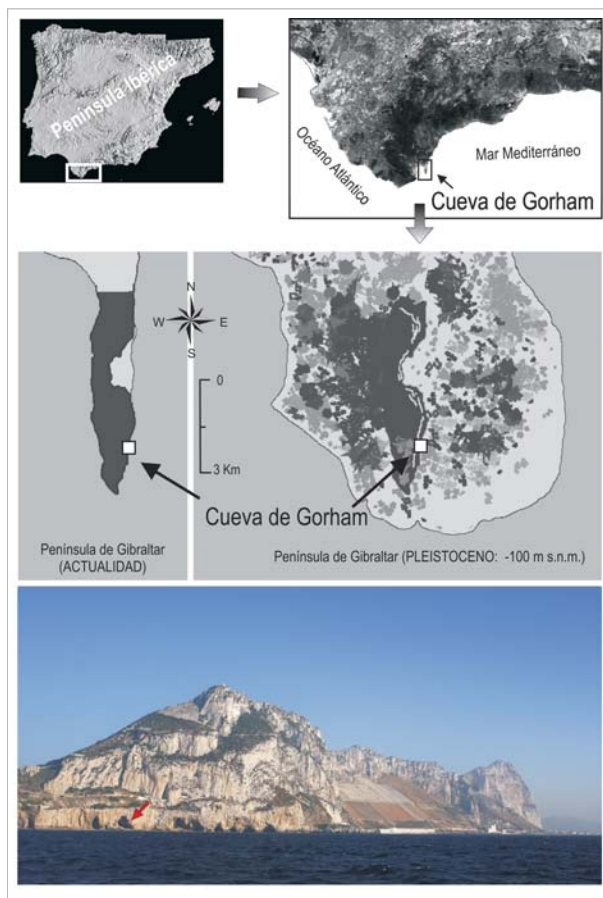 Península Ibérica
Océano Atlántico
Mar Mediterráneo
Cueva de Gorham
N
W E
S
0
3 Km
Cueva de Gorham
Península de Gibraltar
(ACTUALIDAD)
Península de Gibraltar (PLEISTOCENO: -100 m s.n.m.)